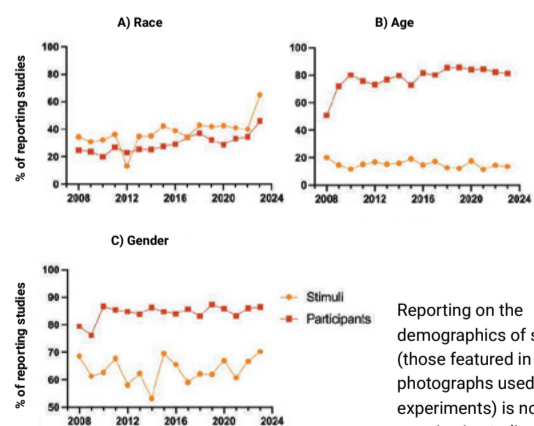 A) Race
B) Age
% of reporting studies
100
80
60
40
20
0
2008 2012 2016 2020 2024
100
80
60
40
20
0
2008 2012 2016 2020 2024
C) Gender
% of reporting studies
100
90
80
70
60
50
2008 2012 2016 2020 2024
Stimuli
Participants
Reporting on the
demographics of
(those featured in
photographs used
experiments) is